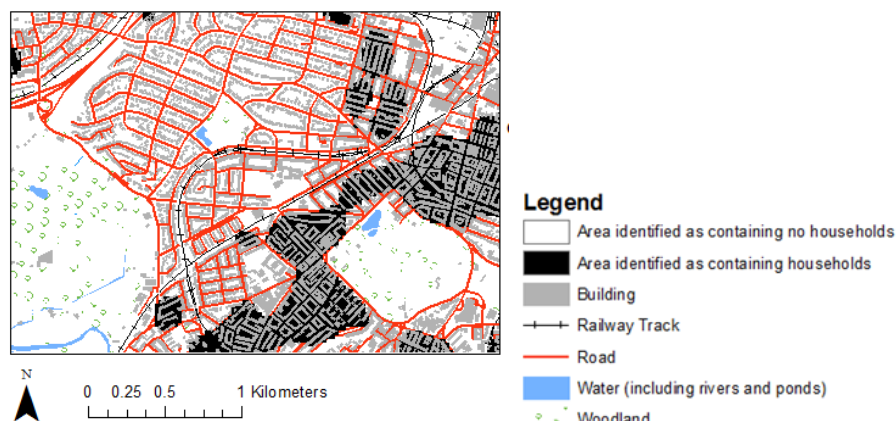 Legend
Area identified as containing no households
Area identified as containing households
Building
Railway Track
Road
Water (including rivers and ponds)
Woodland
N
0 0.25 0.5 1 Kilometers